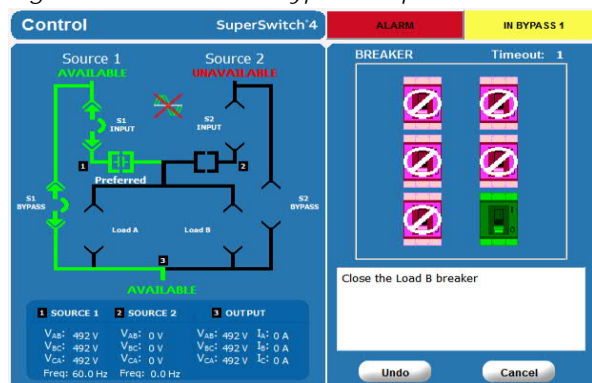 Control
SuperSwitch®4
ALARM
IN BYPASS 1
Source 1
AVAILABLE
Source 2
UNAVAILABLE
S1
INPUT
S2
INPUT
1
2
Preferred
S1
BYPASS
S2
BYPASS
Load A
Load B
3
AVAILABLE
1 SOURCE 1
2 SOURCE 2
3 OUTPUT
VAB: 492 V
VAB: 0 V
VAB: 492 V
IA: 0 A
VBC: 492 V
VBC: 0 V
VBC: 492 V
IB: 0 A
VCA: 492 V
VCA: 0 V
VCA: 492 V
IC: 0 A
Freq: 60.0 Hz
Freq: 0.0 Hz
BREAKER
Timeout: 1
Close the Load B breaker
Undo
Cancel